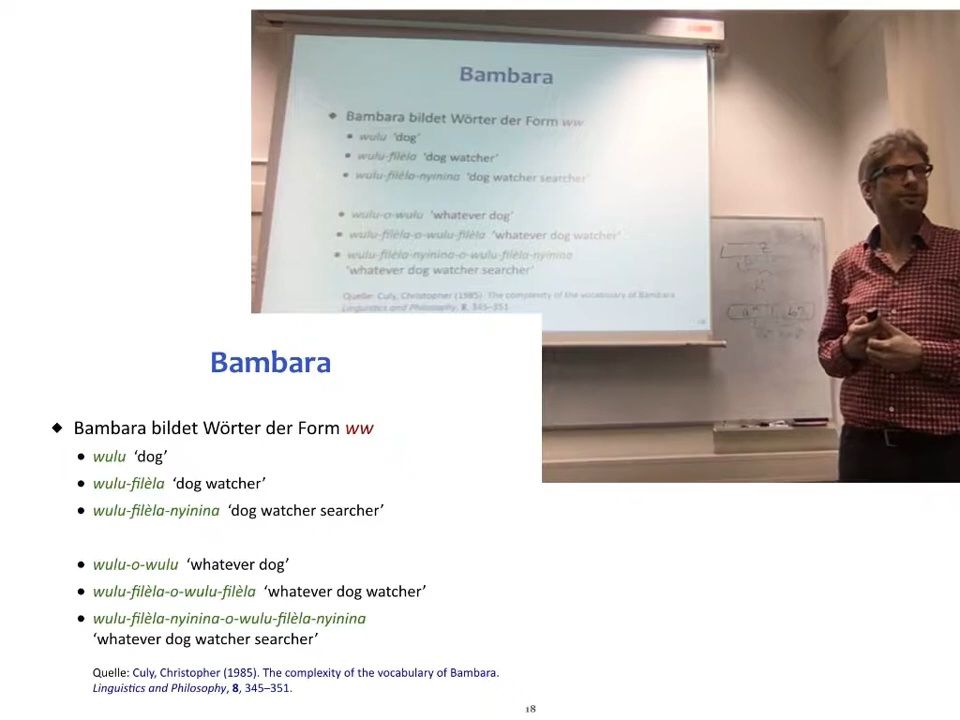 Bambara
Bambara bildet Wörter der Form ww
wulu 'dog'
wulu-filèla 'dog watcher'
wulu-filèla-nyinina 'dog watcher searcher'
wulu-o-wulu 'whatever dog'
wulu-filèla-o-wulu-filèla 'whatever dog watcher'
wulu-filèla-nyinina-o-wulu-filèla-nyinina
'whatever dog watcher searcher'
Quelle: Culy, Christopher (1985). The complexity of the vocabulary of Bambara
Linguistics and Philosophy, 8, 345–351
Bambara
◆ Bambara bildet Wörter der Form ww
• wulu ‘dog’
• wulu-filèla ‘dog watcher’
• wulu-filèla-nyinina ‘dog watcher searcher’
• wulu-o-wulu ‘whatever dog’
• wulu-filèla-o-wulu-filèla ‘whatever dog watcher’
• wulu-filèla-nyinina-o-wulu-filèla-nyinina
‘whatever dog watcher searcher’
Quelle: Culy, Christopher (1985). The complexity of the vocabulary of Bambara.
Linguistics and Philosophy, 8, 345–351.
18